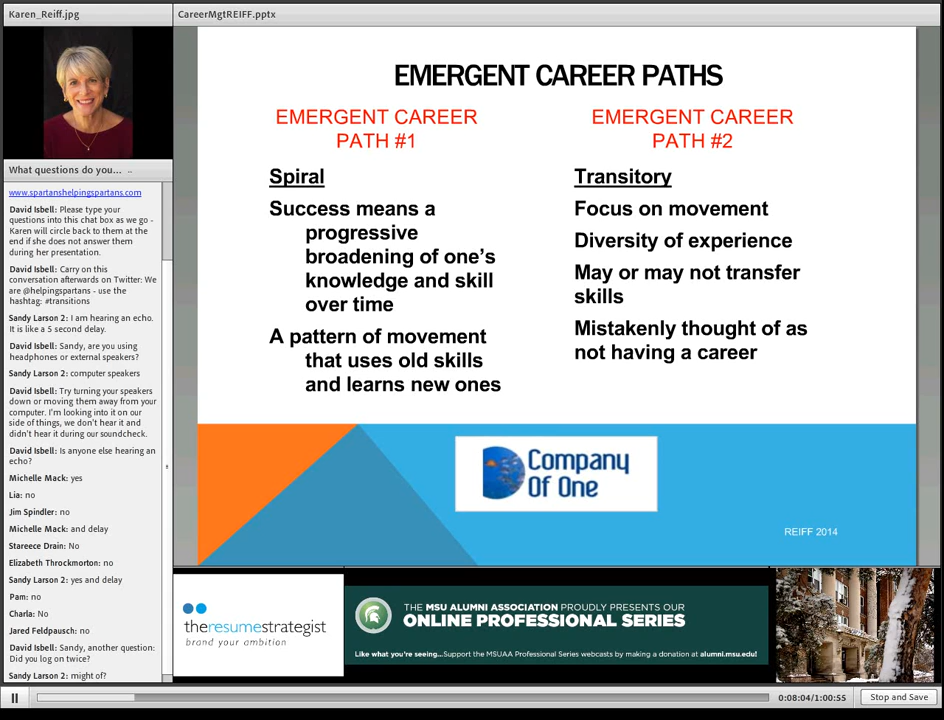 Karen_Reiff.jpg
CareerMgtREIFF.pptx
What questions do you... ..
www.spartanshelpingspartans.com
David Isbell: Please type your
questions into this chat box as we go -
Karen will circle back to them at the
end if she does not answer them
during her presentation.
David Isbell: Carry on this
conversation afterwards on Twitter: We
are @helpingspartans - use the
hashtag: #transitions
Sandy Larson 2: I am hearing an echo.
It is like a 5 second delay.
David Isbell: Sandy, are you using
headphones or external speakers?
Sandy Larson 2: computer speakers
David Isbell: Try turning your speakers
down or moving them away from your
computer. I'm looking into it on our
side of things, we don't hear it and
didn't hear it during our soundcheck.
David Isbell: Is anyone else hearing an
echo?
Michelle Mack: yes
Lia: no
Jim Spindler: no
Michelle Mack: and delay
Stareece Drain: No
Elizabeth Throckmorton: no
Sandy Larson 2: yes and delay
Pam: no
Charla: No
Jared Feldpausch: no
David Isbell: Sandy, another question:
Did you log on twice?
Sandy Larson 2: might of?
EMERGENT CAREER PATHS
EMERGENT CAREER
PATH #1
Spiral
Success means a
progressive
broadening of one's
knowledge and skill
over time
A pattern of movement
that uses old skills
and learns new ones
EMERGENT CAREER
PATH #2
Transitory
Focus on movement
Diversity of experience
May or may not transfer
skills
Mistakenly thought of as
not having a career
Company
Of One
REIFF 2014
theresumestrategist
brand your ambition
THE MSU ALUMNI ASSOCIATION PROUDLY PRESENTS OUR
ONLINE PROFESSIONAL SERIES
Like what you're seeing...Support the MSUAA Professional Series webcasts by making a donation at alumni.msu.edu!
0:08:04/1:00:55
Stop and Save